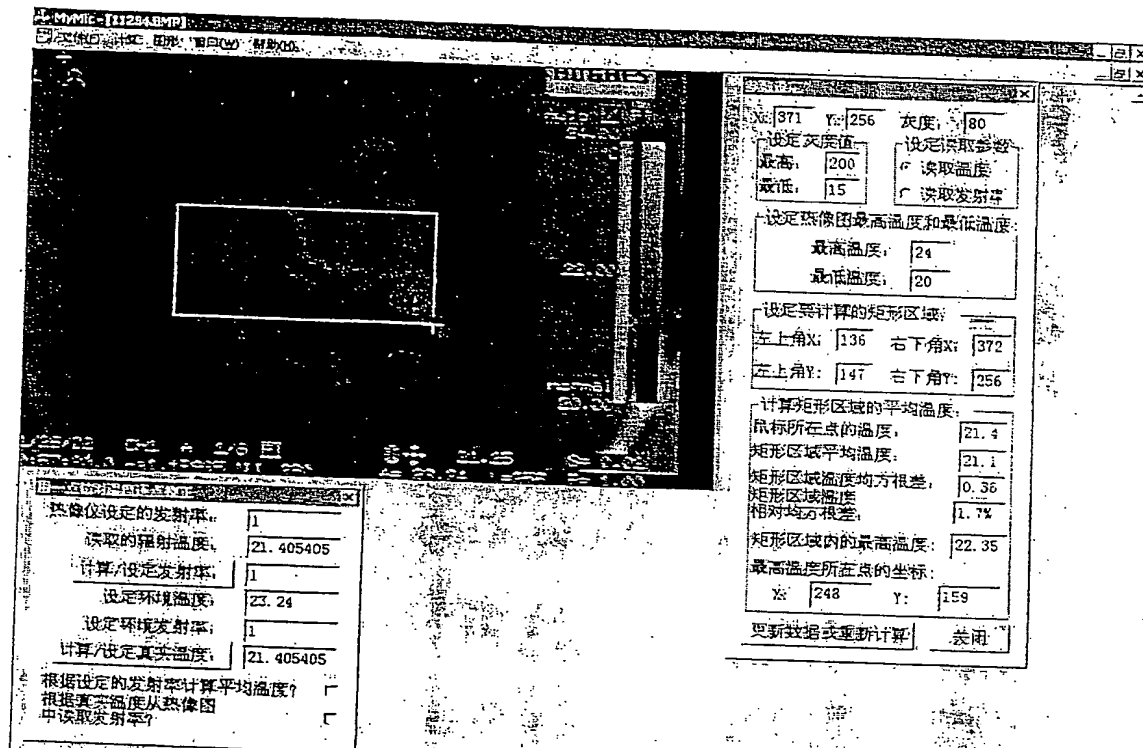 MyMic-[11294.BMP]
文件(F) 计算 图形 窗口(W) 帮助(H)
HUGHES
X: 371 Y: 256 灰度: 80
设定灰度值 设定读取参数
最高: 200 读取温度
最低: 15 读取发射率
设定热像图最高温度和最低温度:
最高温度: 24
最低温度: 20
设定要计算的矩形区域:
左上角X: 136 右下角X: 372
左上角Y: 147 右下角Y: 256
计算矩形区域的平均温度:
鼠标所在点的温度: 21.4
矩形区域平均温度: 21.1
矩形区域温度均方根差: 0.36
矩形区域温度
相对均方根差: 1.7%
矩形区域内的最高温度: 22.35
最高温度所在点的坐标:
X: 248 Y: 159
更新数据或重新计算 关闭
热像仪设定的发射率: 1
读取的辐射温度: 21.405405
计算/设定发射率: 1
设定环境温度: 23.24
设定环境发射率: 1
计算/设定真实温度: 21.405405
根据设定的发射率计算平均温度?
根据真实温度从热像图
中读取发射率?